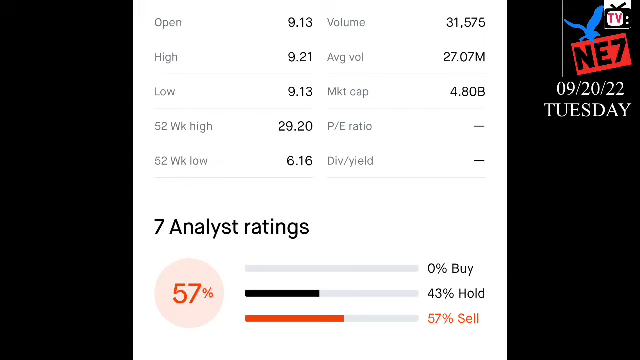 Open 9.13 Volume 31,575
High 9.21 Avg vol 27.07M
Low 9.13 Mkt cap 4.80B
52 Wk high 29.20 P/E ratio —
52 Wk low 6.16 Div/yield —
7 Analyst ratings
57%
0% Buy
43% Hold
57% Sell
TV
NE7
09/20/22
TUESDAY